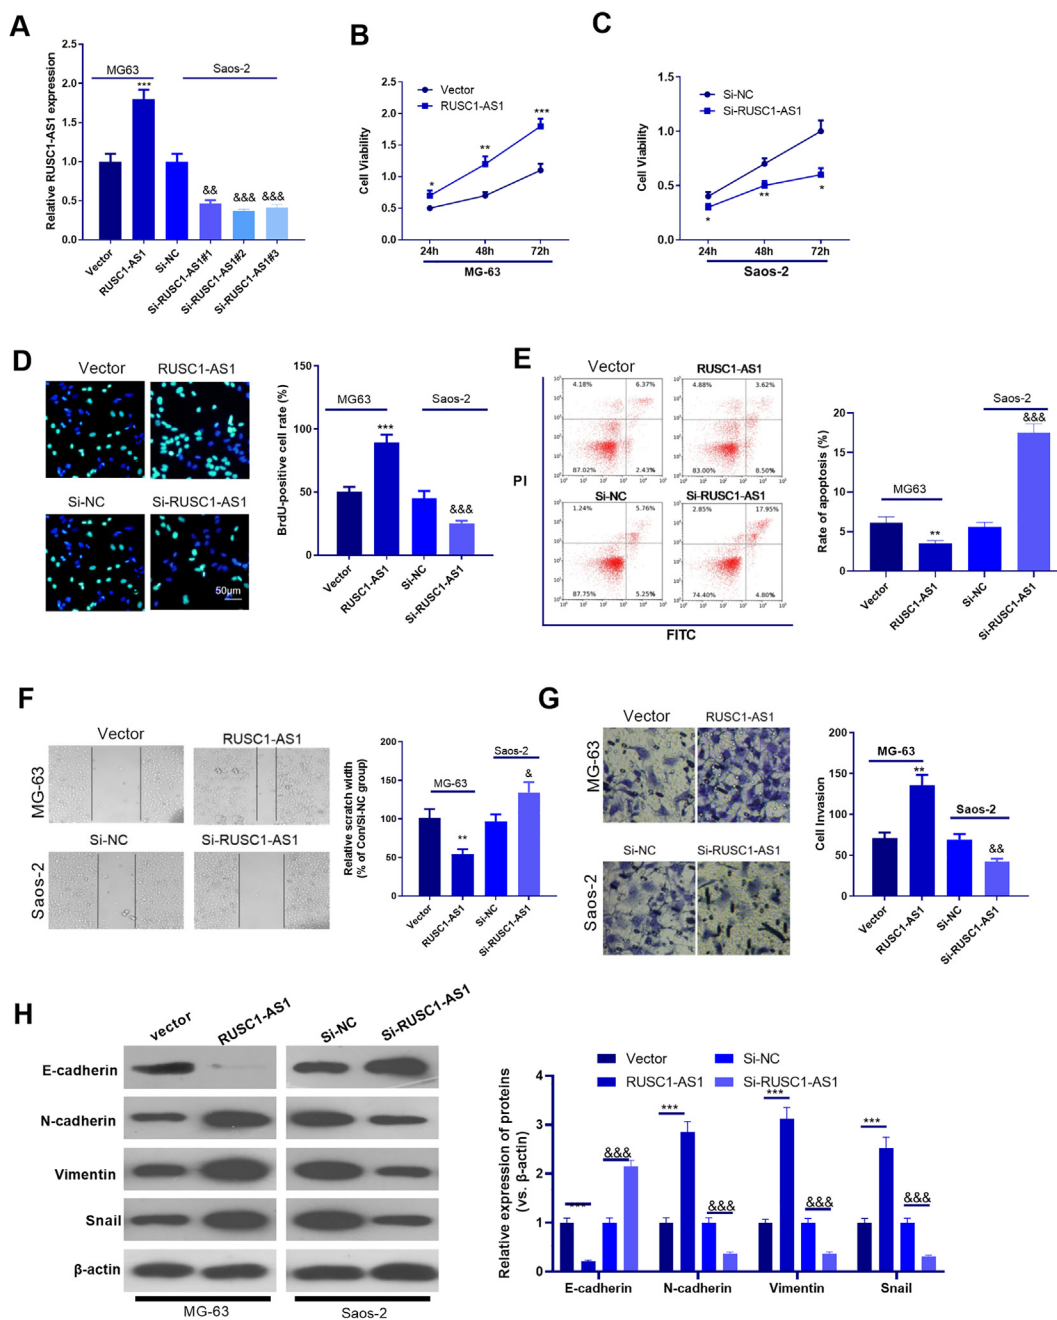 A
Relative RUSC1-AS1 expression
2.5
2.0
1.5
1.0
0.5
0.0
MG63
Saos-2
***
&&
&&&
&&&
Vector
RUSC1-AS1
Si-NC
Si-RUSC1-AS1#1
Si-RUSC1-AS1#2
Si-RUSC1-AS1#3
B
Cell Viability
2.5
2.0
1.5
1.0
0.5
0.0
Vector
RUSC1-AS1
*
**
***
24h 48h 72h
MG-63
C
Cell Viability
1.5
1.0
0.5
0.0
Si-NC
Si-RUSC1-AS1
*
**
*
24h 48h 72h
Saos-2
D
Vector RUSC1-AS1
Si-NC Si-RUSC1-AS1
50μm
BrdU-positive cell rate (%)
150
100
50
0
MG63
Saos-2
***
&&&
Vector
RUSC1-AS1
Si-NC
Si-RUSC1-AS1
E
Vector RUSC1-AS1
4.18% 6.37%
87.02% 2.43%
4.88% 3.62%
83.00% 8.50%
Si-NC Si-RUSC1-AS1
1.24% 5.76%
87.75% 5.25%
2.85% 17.95%
74.40% 4.80%
PI
FITC
Rate of apoptosis (%)
20
15
10
5
0
MG63
Saos-2
**
&&&
Vector
RUSC1-AS1
Si-NC
Si-RUSC1-AS1
F
Vector RUSC1-AS1
MG-63
Si-NC Si-RUSC1-AS1
Saos-2
Relative scratch width
(% of Con/Si-NC group)
200
150
100
50
0
MG-63
Saos-2
**
&
Vector
RUSC1-AS1
Si-NC
Si-RUSC1-AS1
G
Vector RUSC1-AS1
MG-63
Si-NC Si-RUSC1-AS1
Saos-2
Cell Invasion
200
150
100
50
0
MG-63
Saos-2
**
&&
Vector
RUSC1-AS1
Si-NC
Si-RUSC1-AS1
H
vector RUSC1-AS1 Si-NC Si-RUSC1-AS1
E-cadherin
N-cadherin
Vimentin
Snail
β-actin
MG-63 Saos-2
Relative expression of proteins
(vs. β-actin)
4
3
2
1
0
Vector Si-NC
RUSC1-AS1 Si-RUSC1-AS1
***
&&&
***
&&&
***
&&&
***
&&&
E-cadherin N-cadherin Vimentin Snail